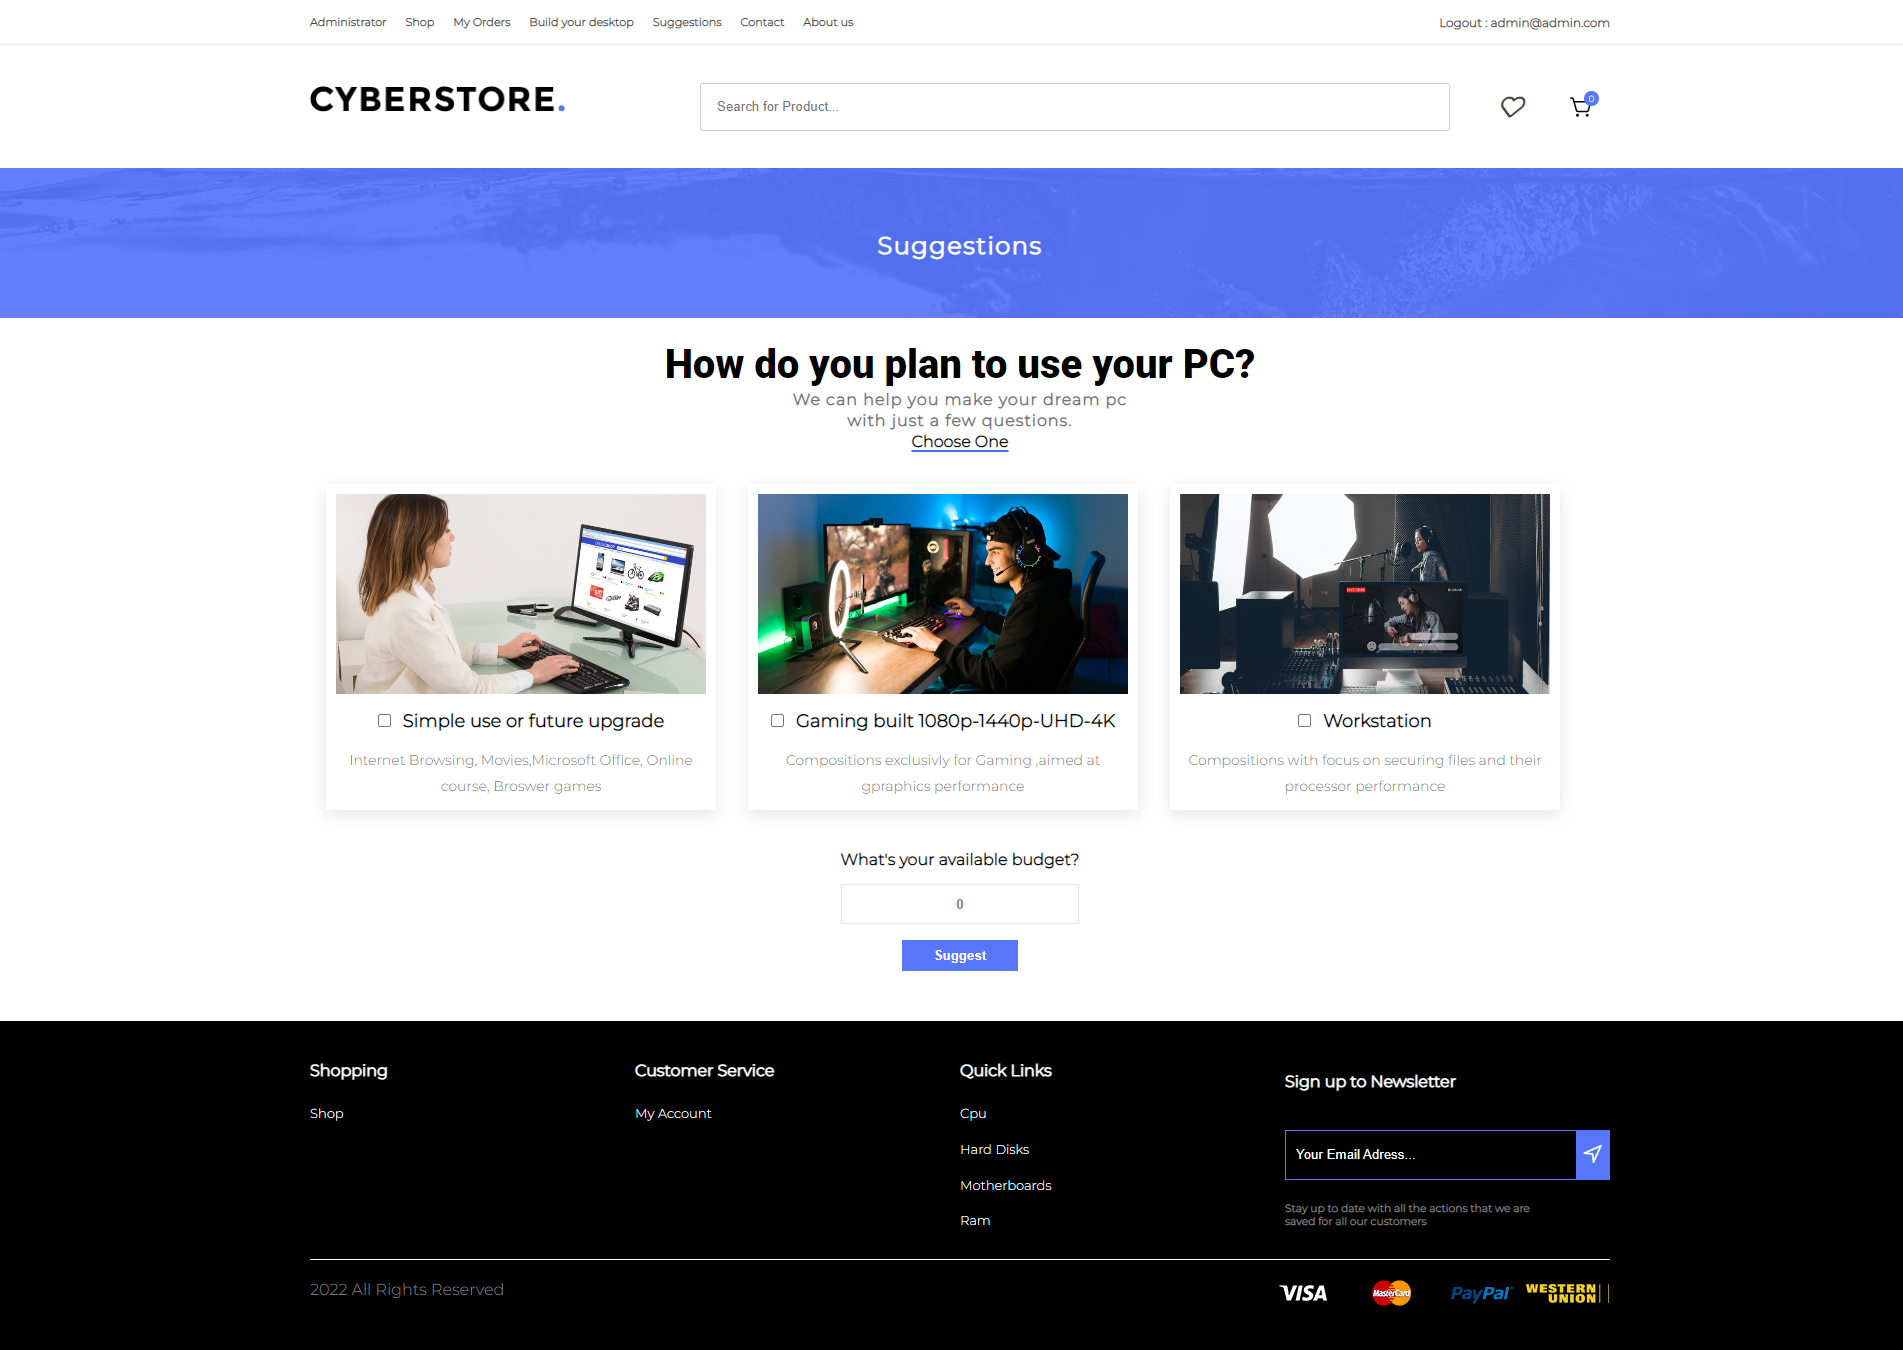 Administrator Shop My Orders Build your desktop Suggestions Contact About us Logout : admin@admin.com
CYBERSTORE.
Search for Product...
0
Suggestions
How do you plan to use your PC?
We can help you make your dream pc
with just a few questions.
Choose One
Simple use or future upgrade
Internet Browsing, Movies,Microsoft Office, Online
course, Broswer games
Gaming built 1080p-1440p-UHD-4K
Compositions exclusivly for Gaming ,aimed at
gpraphics performance
Workstation
Compositions with focus on securing files and their
processor performance
What's your available budget?
0
Suggest
Shopping
Shop
Customer Service
My Account
Quick Links
Cpu
Hard Disks
Motherboards
Ram
Sign up to Newsletter
Your Email Adress...
Stay up to date with all the actions that we are
saved for all our customers
2022 All Rights Reserved
VISA MasterCard PayPal WESTERN
UNION